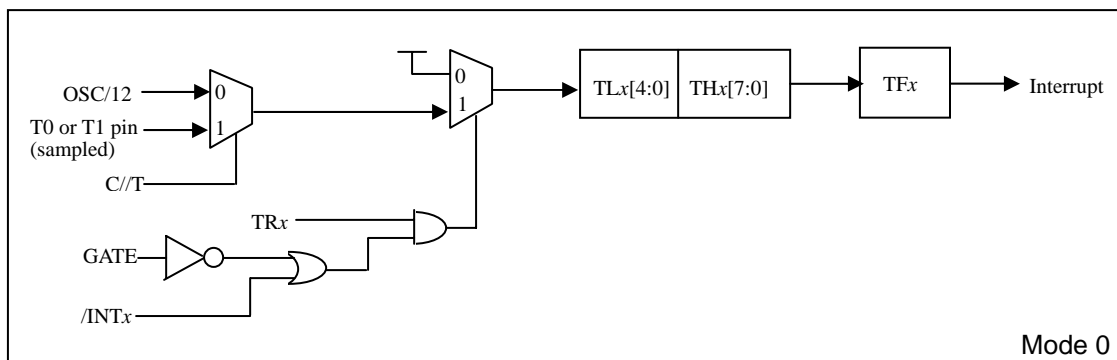 OSC/12
T0 or T1 pin
(sampled)
C//T
0
1
0
1
TLx[4:0]
THx[7:0]
TFx
Interrupt
TRx
GATE
/INTx
Mode 0